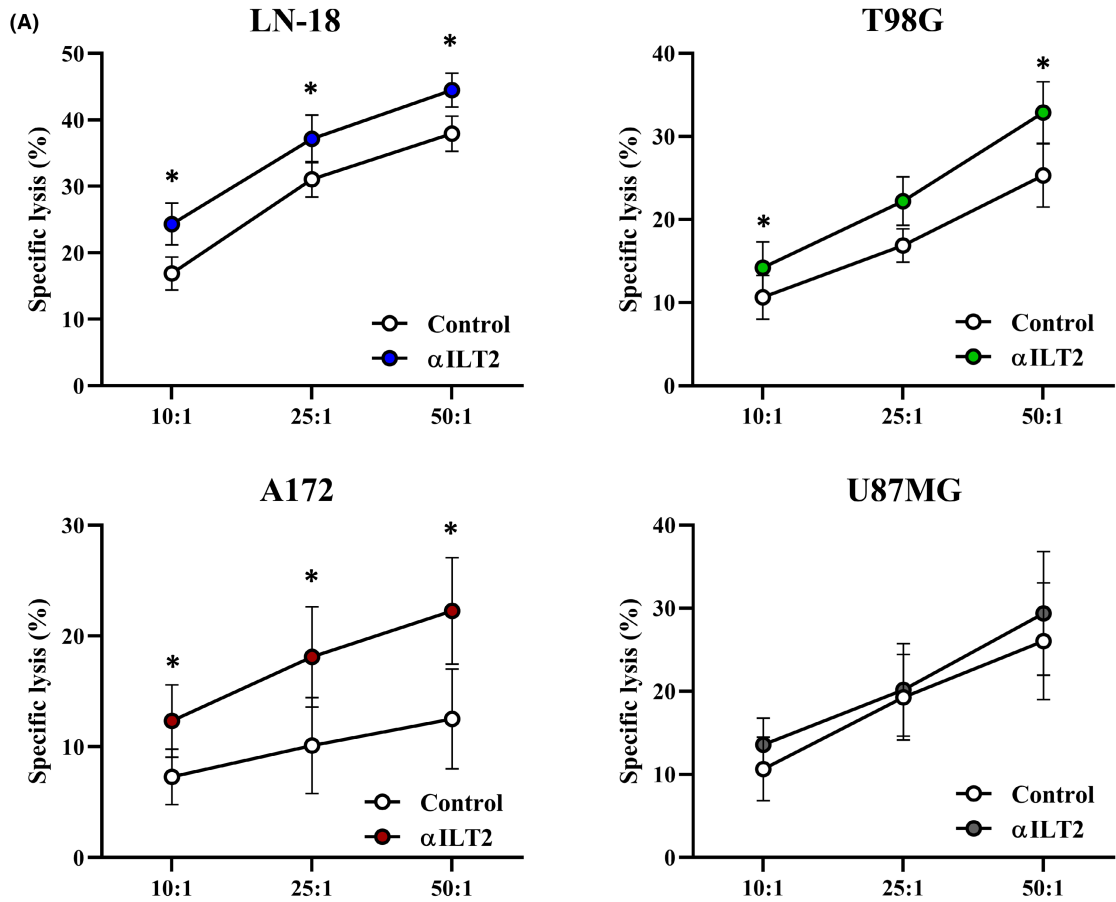 (A)
LN-18
Specific lysis (%)
50
40
30
20
10
0
*
*
*
Control
αILT2
10:1
25:1
50:1
T98G
Specific lysis (%)
40
30
20
10
0
*
*
Control
αILT2
10:1
25:1
50:1
A172
Specific lysis (%)
30
20
10
0
*
*
*
Control
αILT2
10:1
25:1
50:1
U87MG
Specific lysis (%)
40
30
20
10
0
Control
αILT2
10:1
25:1
50:1